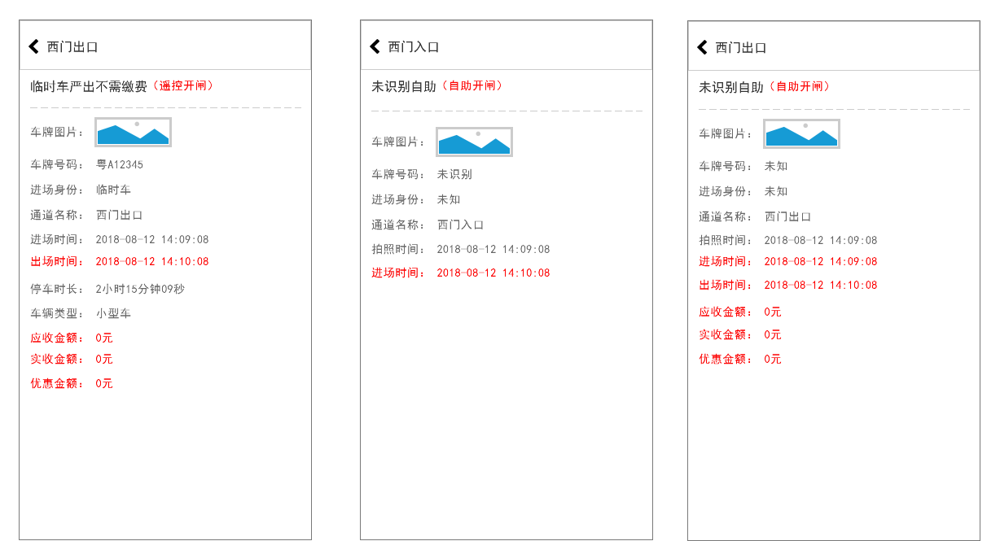 西门出口
临时车严出不需缴费（遥控开闸）
车牌图片：
车牌号码： 粤A12345
进场身份： 临时车
通道名称： 西门出口
进场时间： 2018-08-12 14:09:08
出场时间： 2018-08-12 14:10:08
停车时长： 2小时15分钟09秒
车辆类型： 小型车
应收金额： 0元
实收金额： 0元
优惠金额： 0元
西门入口
未识别自助（自助开闸）
车牌图片：
车牌号码： 未识别
进场身份： 未知
通道名称： 西门入口
拍照时间： 2018-08-12 14:09:08
进场时间： 2018-08-12 14:10:08
西门出口
未识别自助（自助开闸）
车牌图片：
车牌号码： 未知
进场身份： 未知
通道名称： 西门出口
拍照时间： 2018-08-12 14:09:08
进场时间： 2018-08-12 14:09:08
出场时间： 2018-08-12 14:10:08
应收金额： 0元
实收金额： 0元
优惠金额： 0元